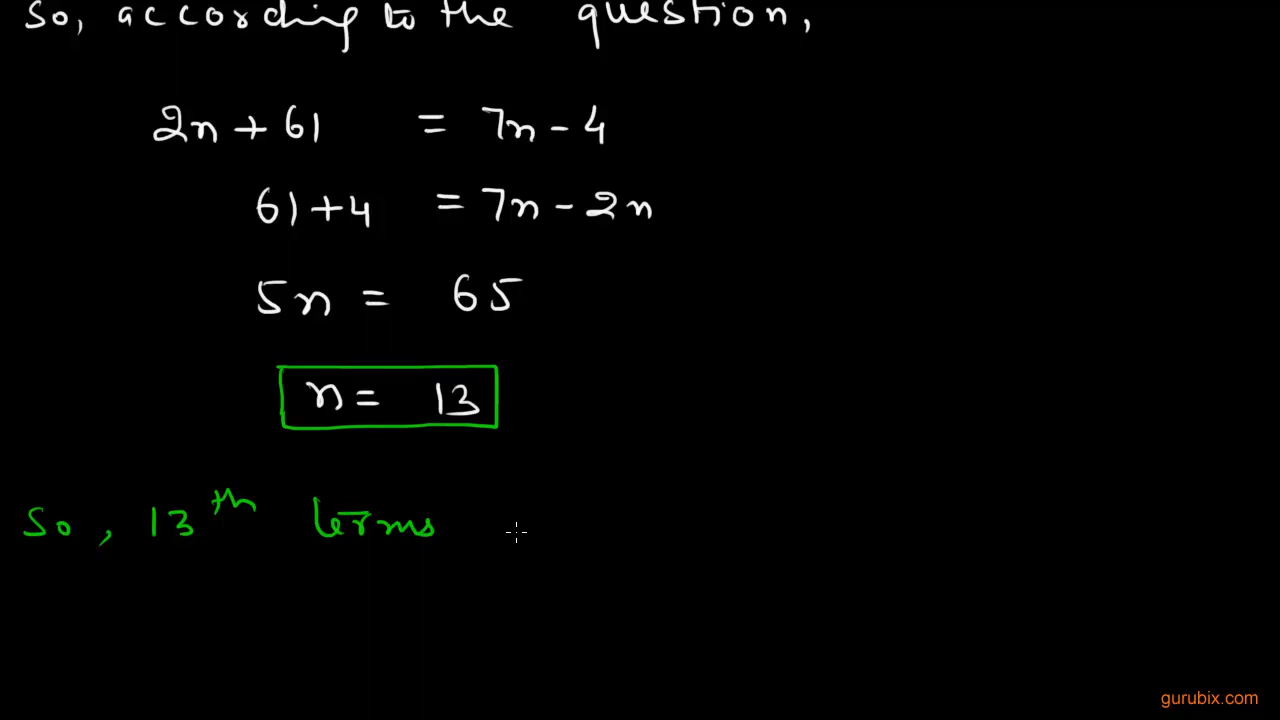 So, according to the question,
2n + 61 = 7n - 4
61 + 4 = 7n - 2n
5n = 65
n = 13
So, 13th terms
gurubix.com